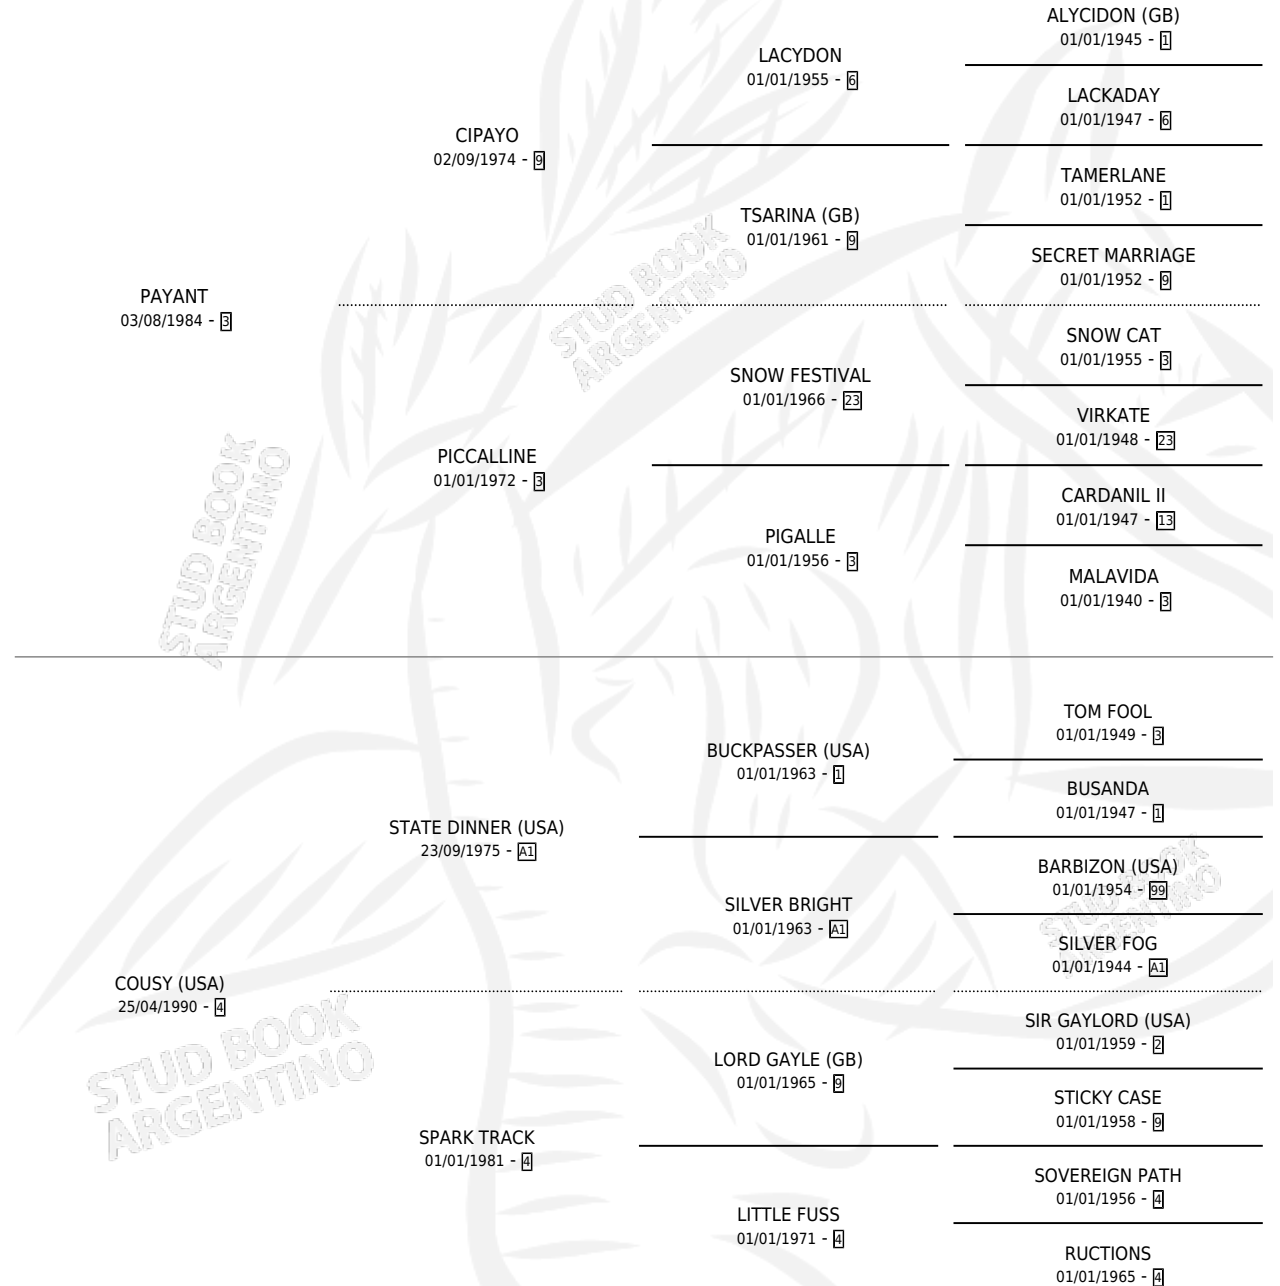 ALYCIDON (GB)
01/01/1945 - 1
LACYDON
01/01/1955 - 6
LACKADAY
01/01/1947 - 6
CIPAYO
02/09/1974 - 9
TAMERLANE
01/01/1952 - 1
TSARINA (GB)
01/01/1961 - 9
SECRET MARRIAGE
01/01/1952 - 9
PAYANT
03/08/1984 - 3
STUD BOOK
ARGENTINO
SNOW CAT
01/01/1955 - 3
SNOW FESTIVAL
01/01/1966 - 23
VIRKATE
01/01/1948 - 23
PICCALLINE
01/01/1972 - 3
CARDANIL II
01/01/1947 - 13
PIGALLE
01/01/1956 - 3
MALAVIDA
01/01/1940 - 3
STUD BOOK
ARGENTINO
TOM FOOL
01/01/1949 - 3
BUCKPASSER (USA)
01/01/1963 - 1
BUSANDA
01/01/1947 - 1
STATE DINNER (USA)
23/09/1975 - A1
BARBIZON (USA)
01/01/1954 - 99
SILVER BRIGHT
01/01/1963 - A1
STUD BOOK
ARGENTINO
SILVER FOG
01/01/1944 - A1
COUSY (USA)
25/04/1990 - 4
SIR GAYLORD (USA)
01/01/1959 - 2
LORD GAYLE (GB)
01/01/1965 - 9
STICKY CASE
01/01/1958 - 9
STUD BOOK
ARGENTINO
SPARK TRACK
01/01/1981 - 4
SOVEREIGN PATH
01/01/1956 - 4
LITTLE FUSS
01/01/1971 - 4
RUCTIONS
01/01/1965 - 4